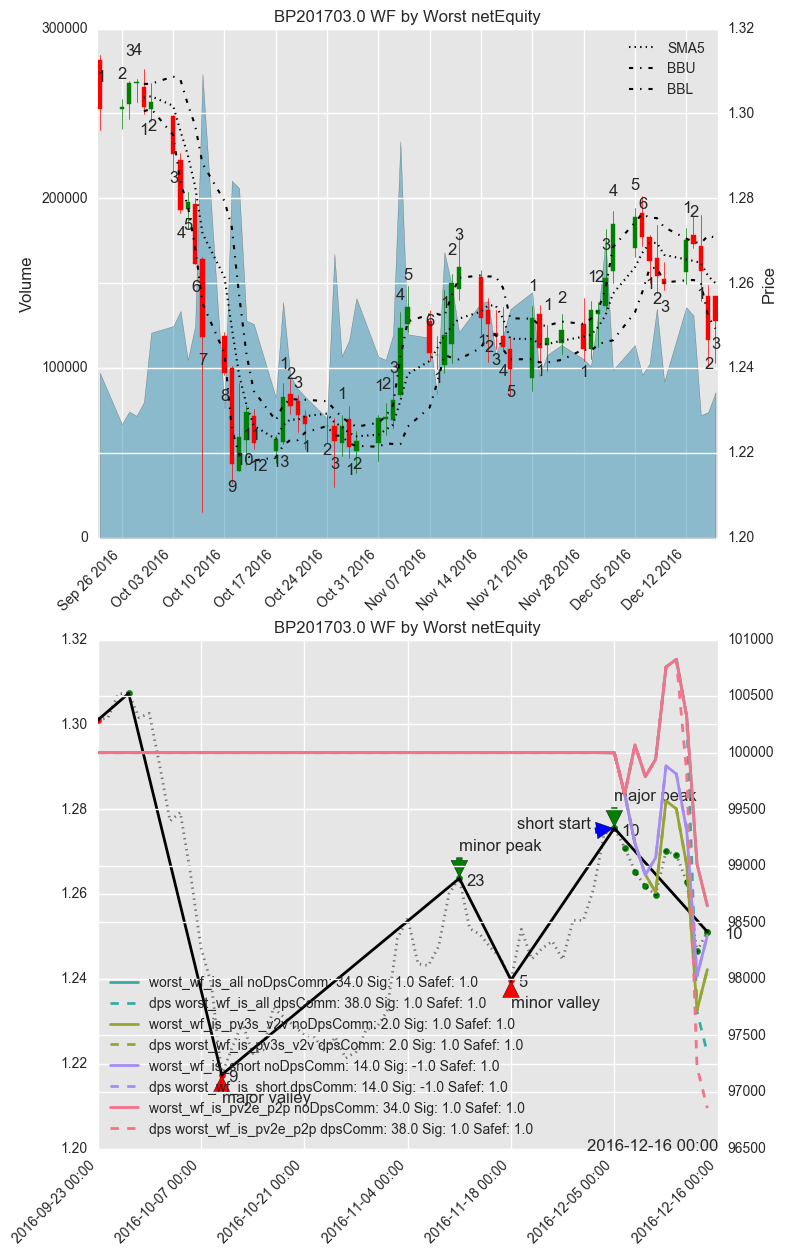 BP201703.0 WF by Worst netEquity
300000
200000
100000
0
Volume
1.32
1.30
1.28
1.26
1.24
1.22
1.20
Price
SMA5
BBU
BBL
Sep 26 2016
Oct 03 2016
Oct 10 2016
Oct 17 2016
Oct 24 2016
Oct 31 2016
Nov 07 2016
Nov 14 2016
Nov 21 2016
Nov 28 2016
Dec 05 2016
Dec 12 2016
BP201703.0 WF by Worst netEquity
1.32
1.30
1.28
1.26
1.24
1.22
1.20
101000
100500
100000
99500
99000
98500
98000
97500
97000
96500
major peak
short start
10
minor peak
23
10
5
minor valley
9
major valley
worst_wf_is_all noDpsComm: 34.0 Sig: 1.0 Safef: 1.0
dps worst_wf_is_all dpsComm: 38.0 Sig: 1.0 Safef: 1.0
worst_wf_is_pv3s_v2v noDpsComm: 2.0 Sig: 1.0 Safef: 1.0
dps worst_wf_is_pv3s_v2v dpsComm: 2.0 Sig: 1.0 Safef: 1.0
worst_wf_is_short noDpsComm: 14.0 Sig: -1.0 Safef: 1.0
dps worst_wf_is_short dpsComm: 14.0 Sig: -1.0 Safef: 1.0
worst_wf_is_pv2e_p2p noDpsComm: 34.0 Sig: 1.0 Safef: 1.0
dps worst_wf_is_pv2e_p2p dpsComm: 38.0 Sig: 1.0 Safef: 1.0
2016-12-16 00:00
2016-09-23 00:00
2016-10-07 00:00
2016-10-21 00:00
2016-11-04 00:00
2016-11-18 00:00
2016-12-05 00:00
2016-12-16 00:00